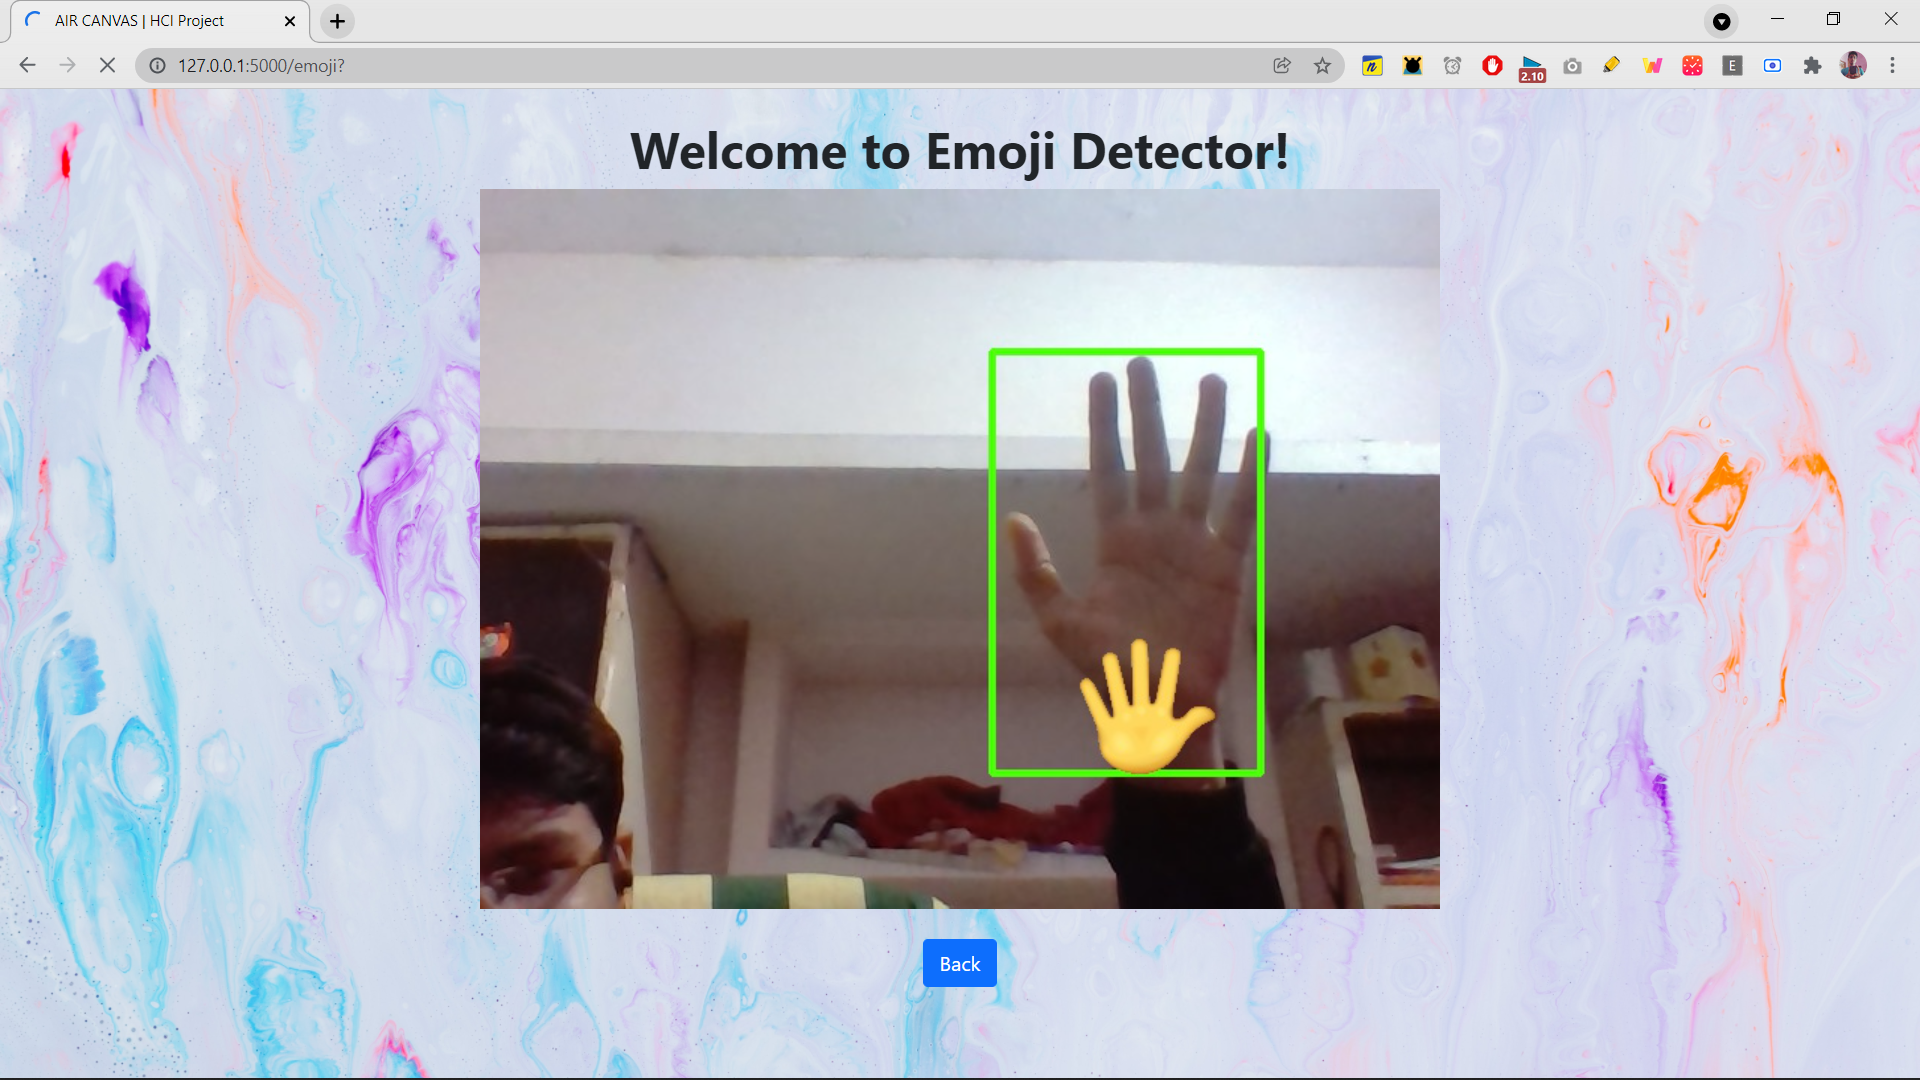 AIR CANVAS | HCI Project
127.0.0.1:5000/emoji?
n
2.10
E
Welcome to Emoji Detector!
Back